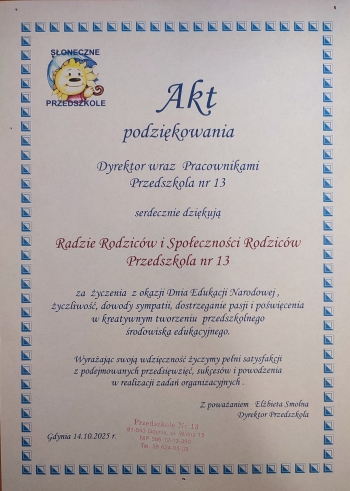 SŁONECZNE
PRZEDSZKOLE
Akt
podziękowania
Dyrektor wraz Pracownikami
Przedszkola nr 13
serdecznie dziękują
Radzie Rodziców i Społeczności Rodziców
Przedszkola nr 13
za życzenia z okazji Dnia Edukacji Narodowej ,
życzliwość, dowody sympatii, dostrzeganie pasji i poświęcenia
w kreatywnym tworzeniu przedszkolnego
środowiska edukacyjnego.
Wyrażając swoją wdzięczność życzymy pełni satysfakcji
z podejmowanych przedsięwzięć, sukcesów i powodzenia
w realizacji zadań organizacyjnych .
Z poważaniem Elżbieta Smolna
Dyrektor Przedszkola
Przedszkole Nr 13
Gdynia 14.10.2025 r.